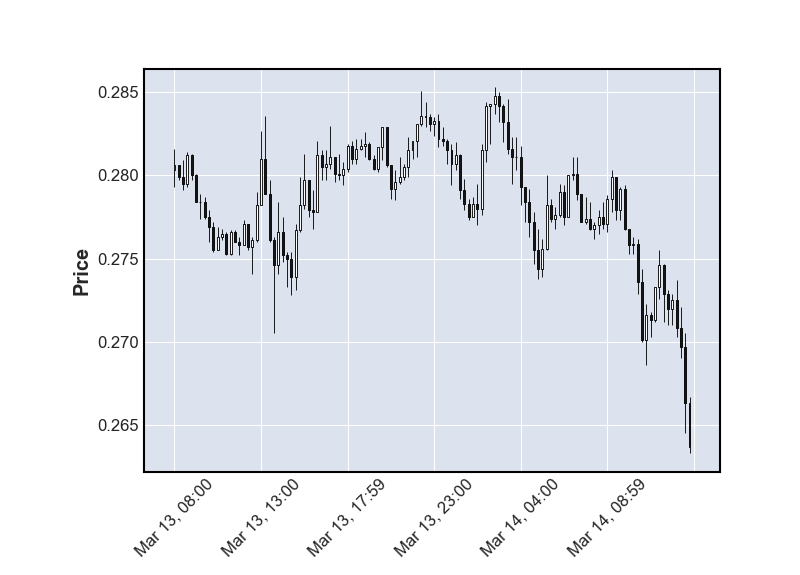 0.285
0.280
0.275
0.270
0.265
Price
Mar 13, 08:00
Mar 13, 13:00
Mar 13, 17:59
Mar 13, 23:00
Mar 14, 04:00
Mar 14, 08:59